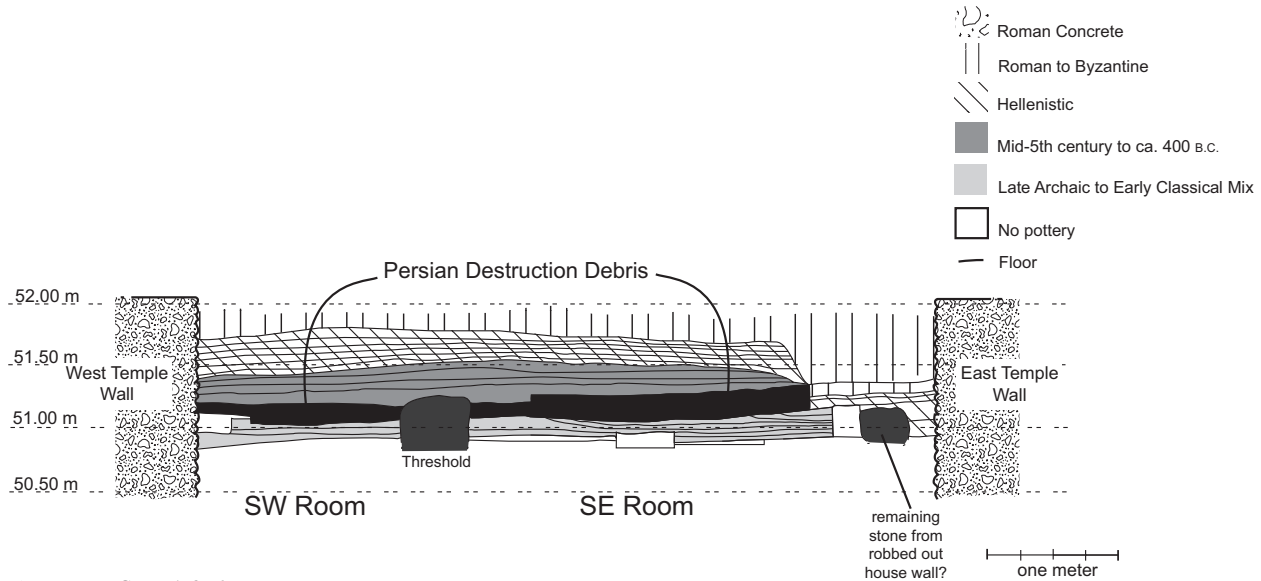 Roman Concrete
Roman to Byzantine
Hellenistic
Mid-5th century to ca. 400 B.C.
Late Archaic to Early Classical Mix
No pottery
Floor
Persian Destruction Debris
52.00 m
51.50 m
West Temple
Wall
East Temple
Wall
51.00 m
Threshold
50.50 m
SW Room
SE Room
remaining
stone from
robbed out
house wall?
one meter